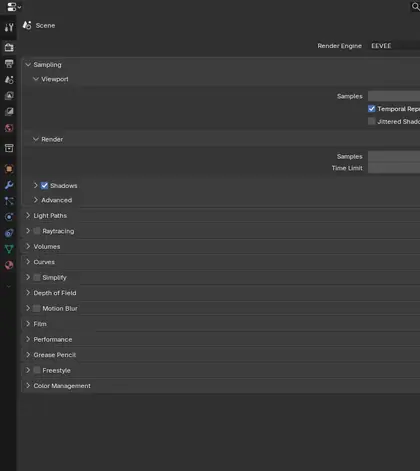 Scene
Render Engine EEVEE
Sampling
Viewport
Samples
Temporal Repr
Jittered Shado
Render
Samples
Time Limit
Shadows
Advanced
Light Paths
Raytracing
Volumes
Curves
Simplify
Depth of Field
Motion Blur
Film
Performance
Grease Pencil
Freestyle
Color Management